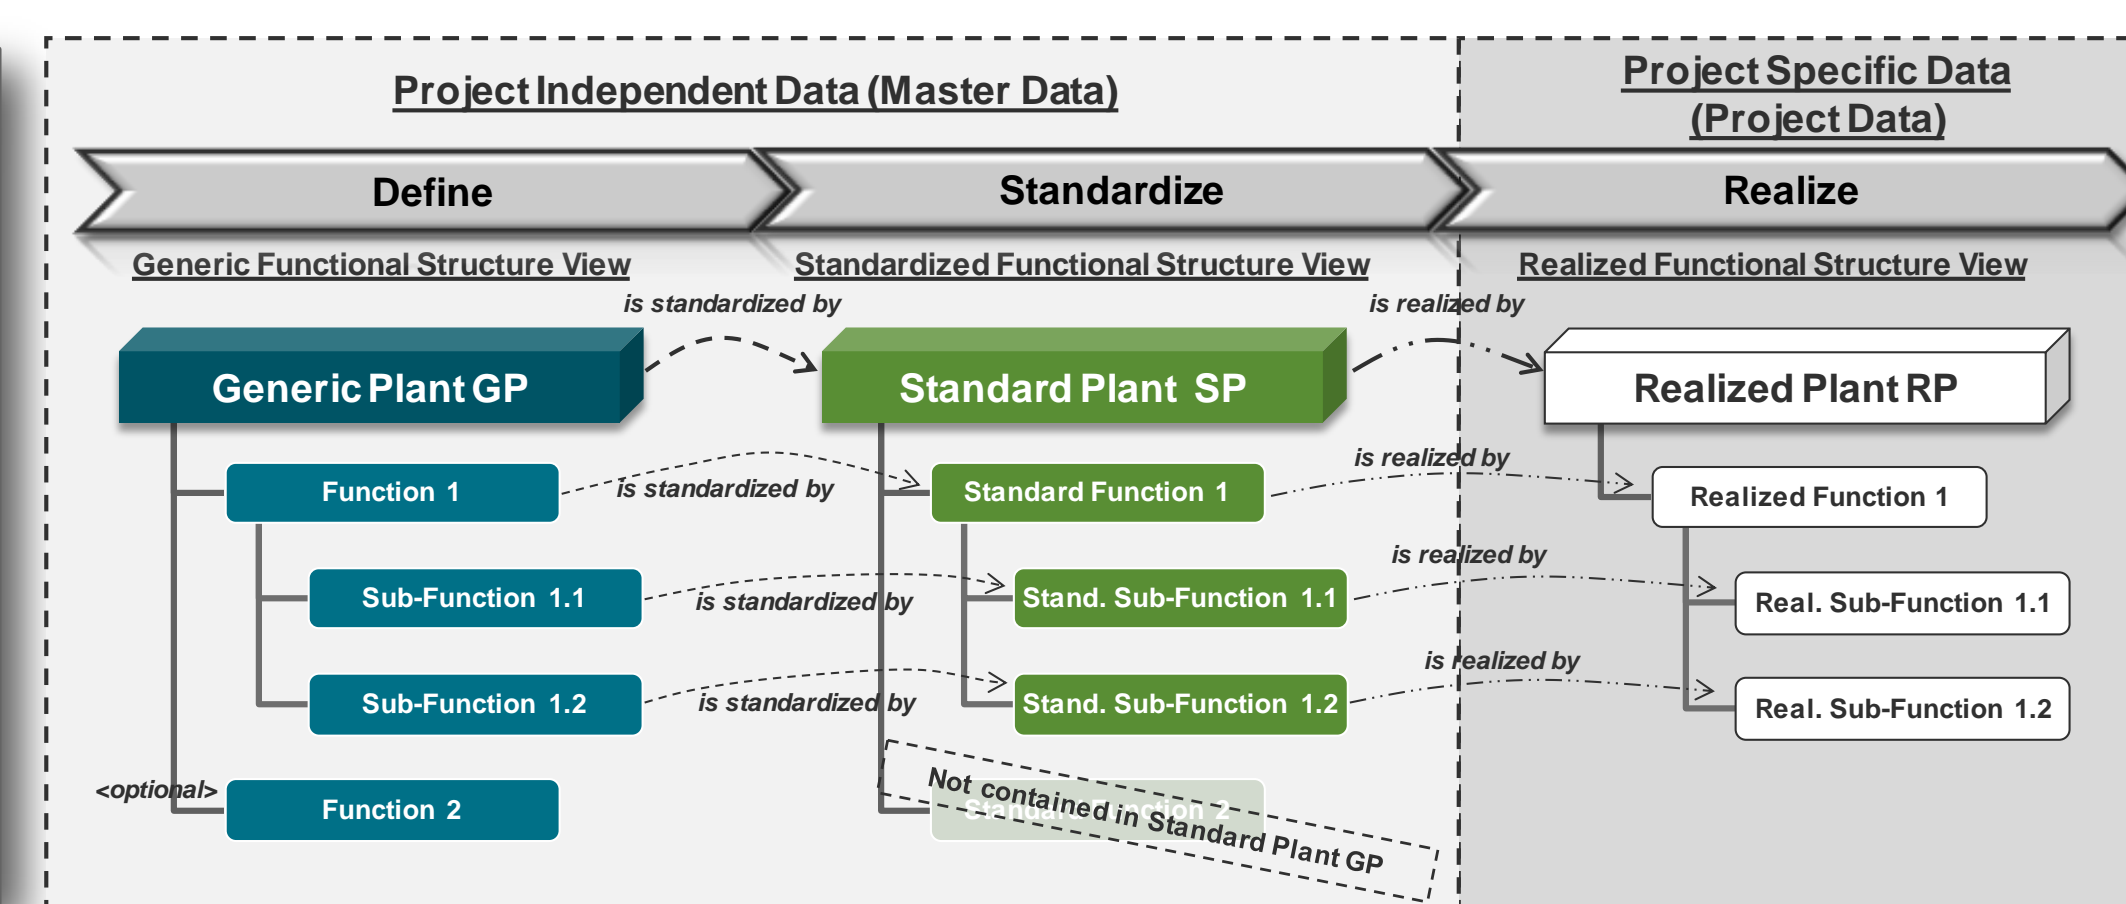 Project Independent Data (Master Data)
Project Specific Data
(Project Data)
Define
Standardize
Realize
Generic Functional Structure View
Standardized Functional Structure View
Realized Functional Structure View
is standardized by
is realized by
Generic Plant GP
Standard Plant SP
Realized Plant RP
Function 1
is standardized by
Standard Function 1
is realized by
Realized Function 1
Sub-Function 1.1
is standardized by
Stand. Sub-Function 1.1
is realized by
Real. Sub-Function 1.1
Sub-Function 1.2
is standardized by
Stand. Sub-Function 1.2
is realized by
Real. Sub-Function 1.2
<optional>
Function 2
Standard Function 2
Not contained in Standard Plant GP